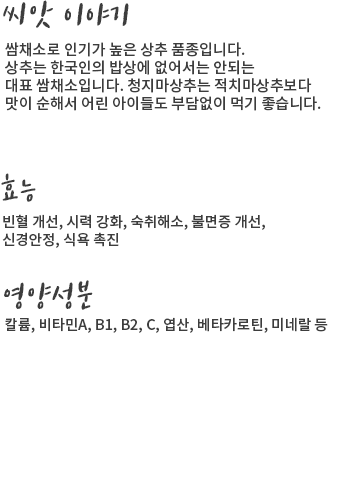 씨앗 이야기
쌈채소로 인기가 높은 상추 품종입니다.
상추는 한국인의 밥상에 없어서는 안되는
대표 쌈채소입니다. 청치마상추는 적치마상추보다
맛이 순해서 어린 아이들도 부담없이 먹기 좋습니다.
효능
빈혈 개선, 시력 강화, 숙취해소, 불면증 개선,
신경안정, 식욕 촉진
영양성분
칼륨, 비타민A, B1, B2, C, 엽산, 베타카로틴, 미네랄 등